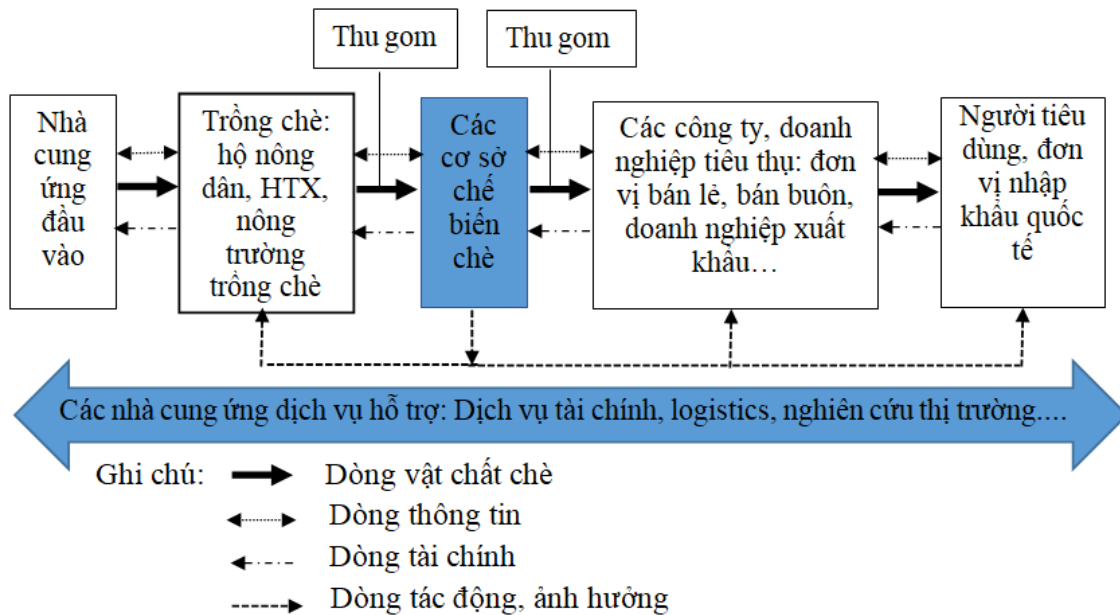 Thu gom
Thu gom
Nhà
cung
ứng
đầu
vào
Trồng chè:
hộ nông
dân, HTX,
nông
trường
trồng chè
Các
cơ sở
chế
biến
chè
Các công ty, doanh
nghiệp tiêu thụ: đơn
vị bán lẻ, bán buôn,
doanh nghiệp xuất
khẩu…
Người tiêu
dùng, đơn
vị nhập
khẩu quốc
tế
Các nhà cung ứng dịch vụ hỗ trợ: Dịch vụ tài chính, logistics, nghiên cứu thị trường....
Ghi chú:
Dòng vật chất chè
Dòng thông tin
Dòng tài chính
Dòng tác động, ảnh hưởng